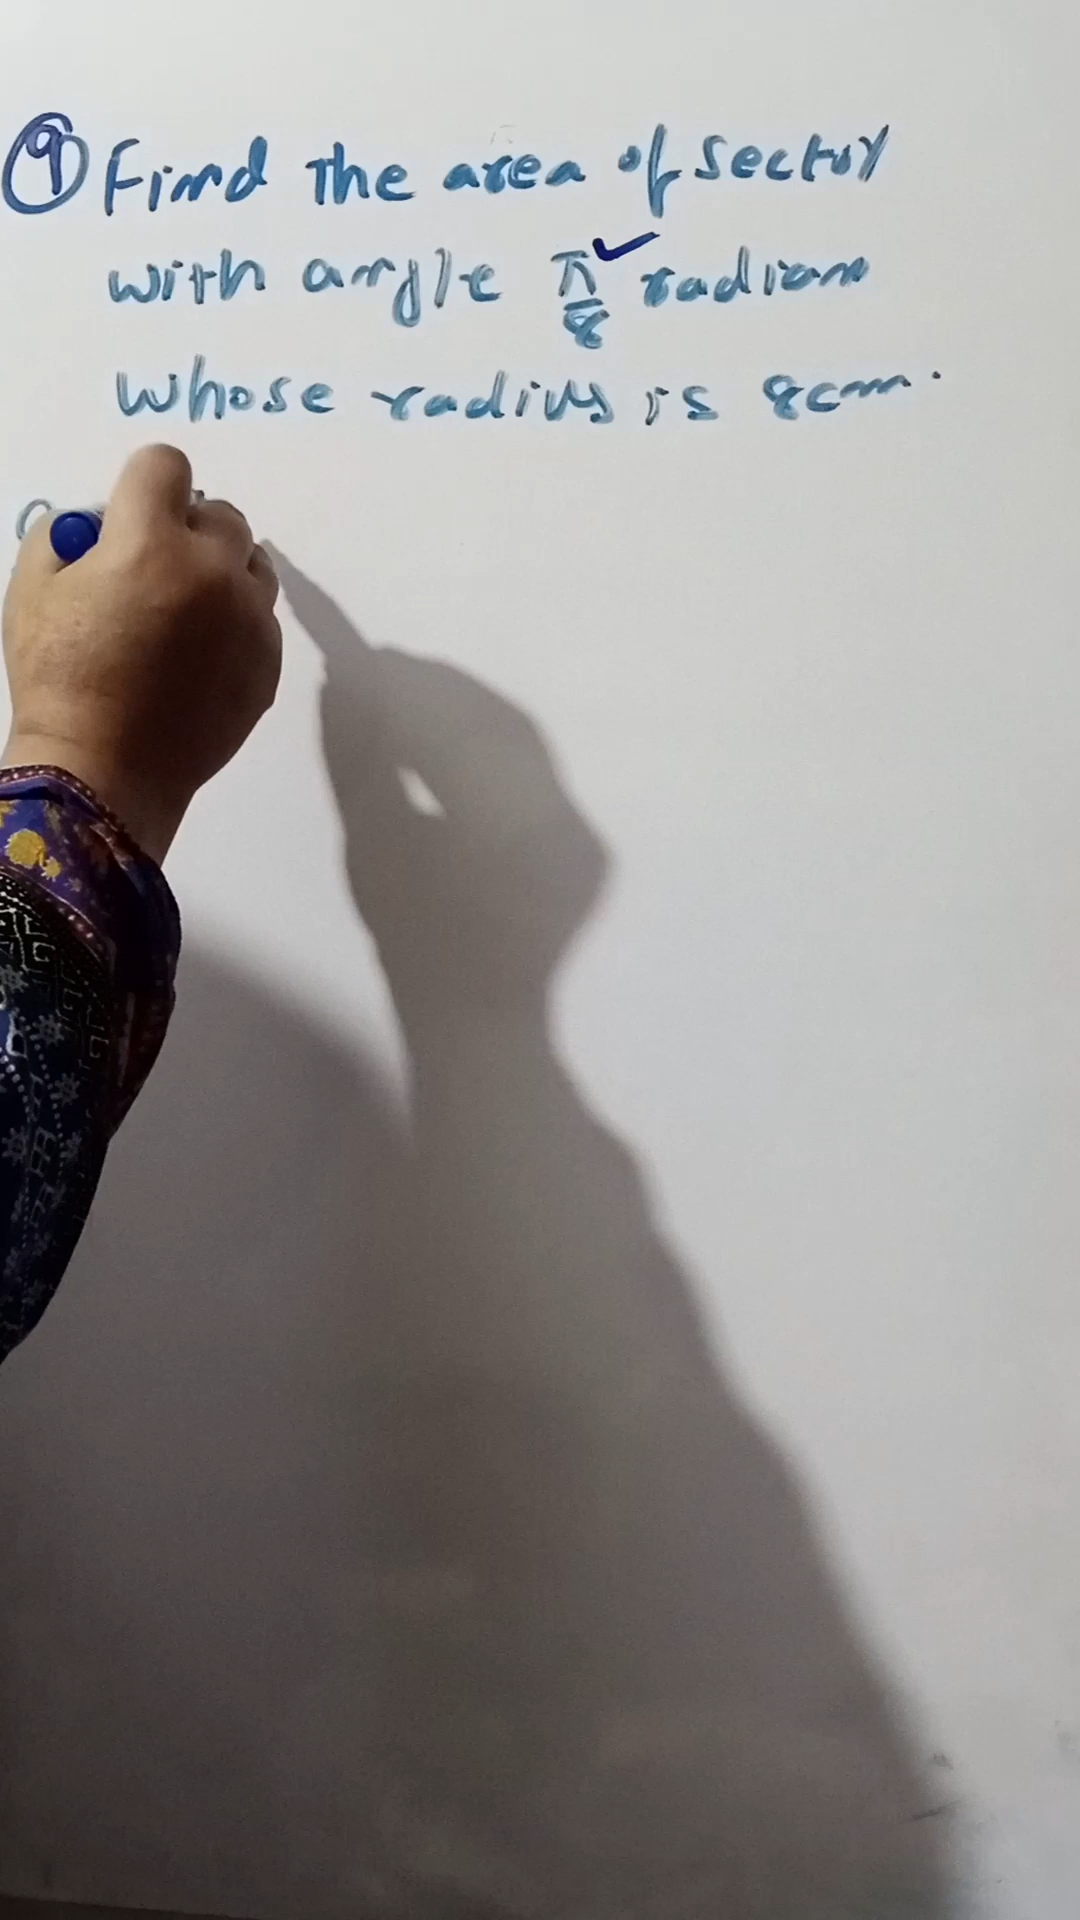 9 Find the area of sector
with angle π/8 radian
whose radius is 8cm.